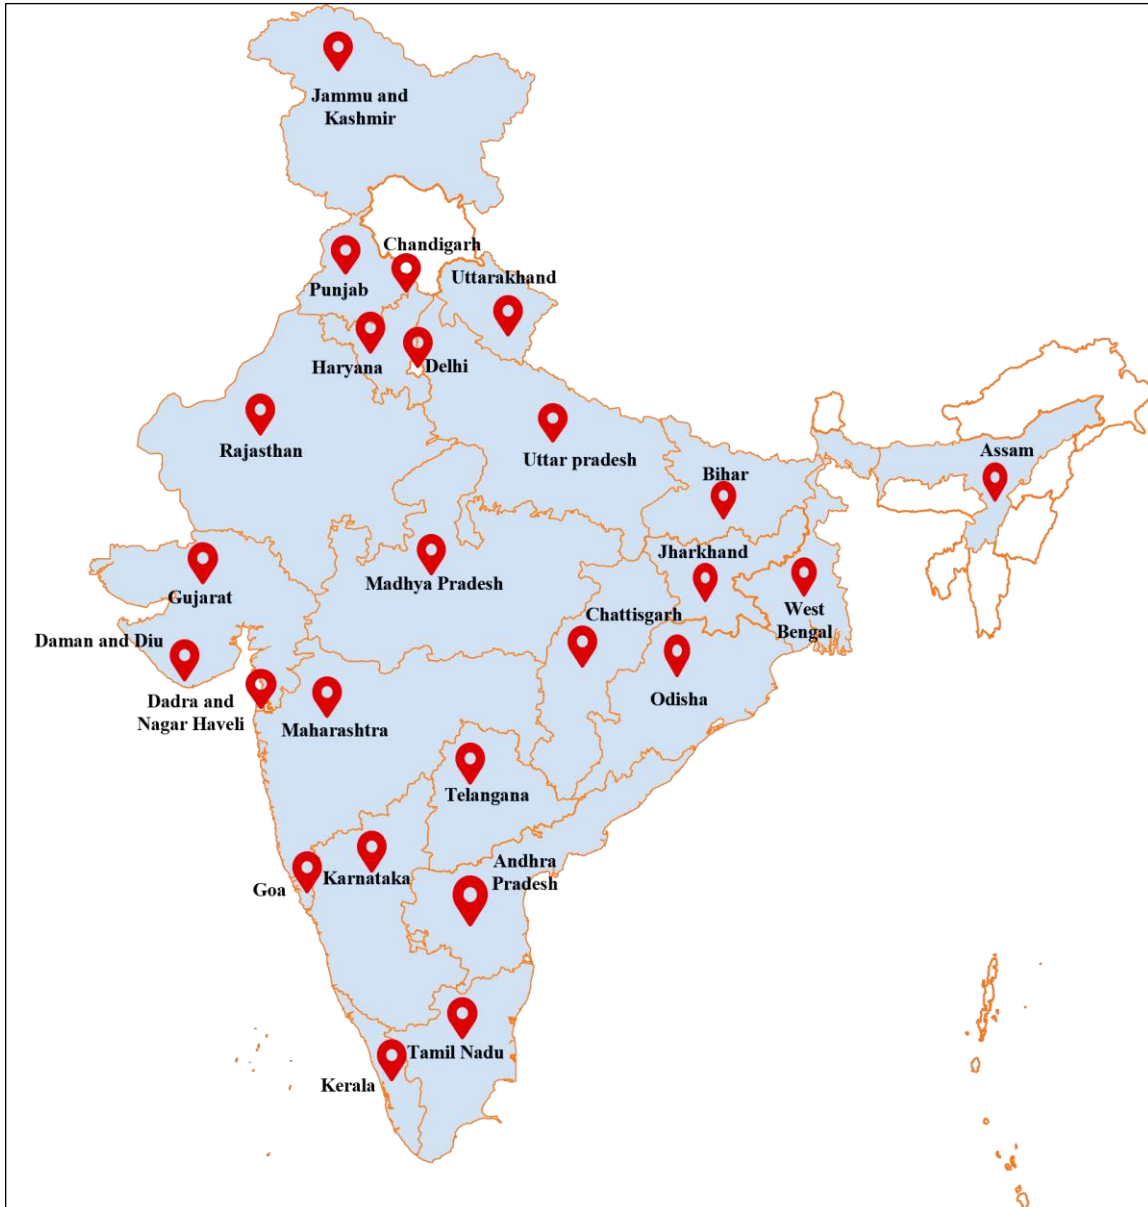 Jammu and
Kashmir
Chandigarh
Punjab
Uttarakhand
Haryana
Delhi
Rajasthan
Uttar pradesh
Bihar
Assam
Jharkhand
Madhya Pradesh
Gujarat
Chattisgarh
West
Bengal
Daman and Diu
Dadra and
Nagar Haveli
Odisha
Maharashtra
Telangana
Andhra
Pradesh
Karnataka
Goa
Tamil Nadu
Kerala